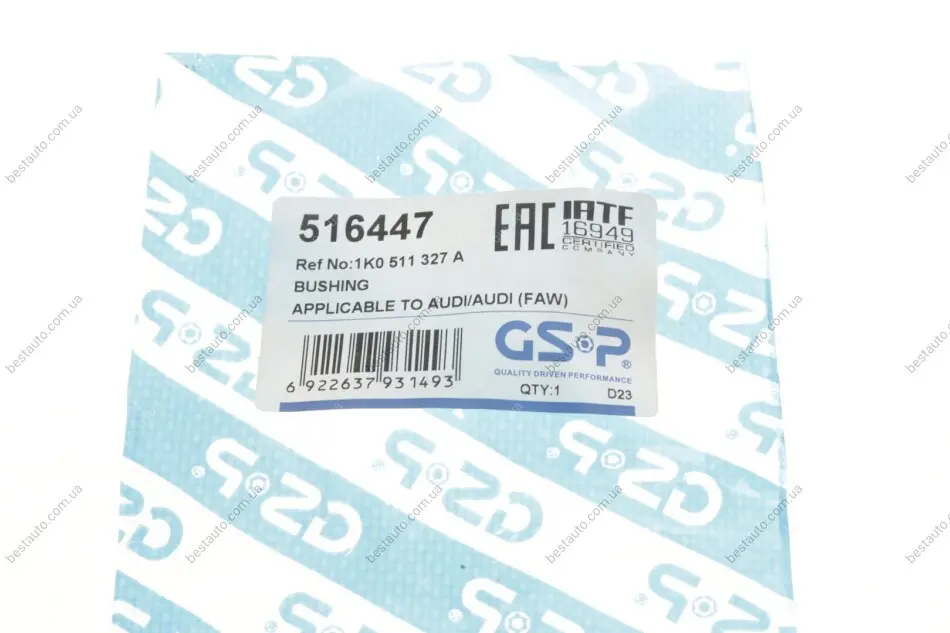 516447
EAC
IATF
16949
CERTIFIED
COMPANY
Ref No:1K0 511 327 A
BUSHING
APPLICABLE TO AUDI/AUDI (FAW)
GSP®
QUALITY DRIVEN PERFORMANCE
6 922637 931493
QTY:1
D23
bestauto.com.ua